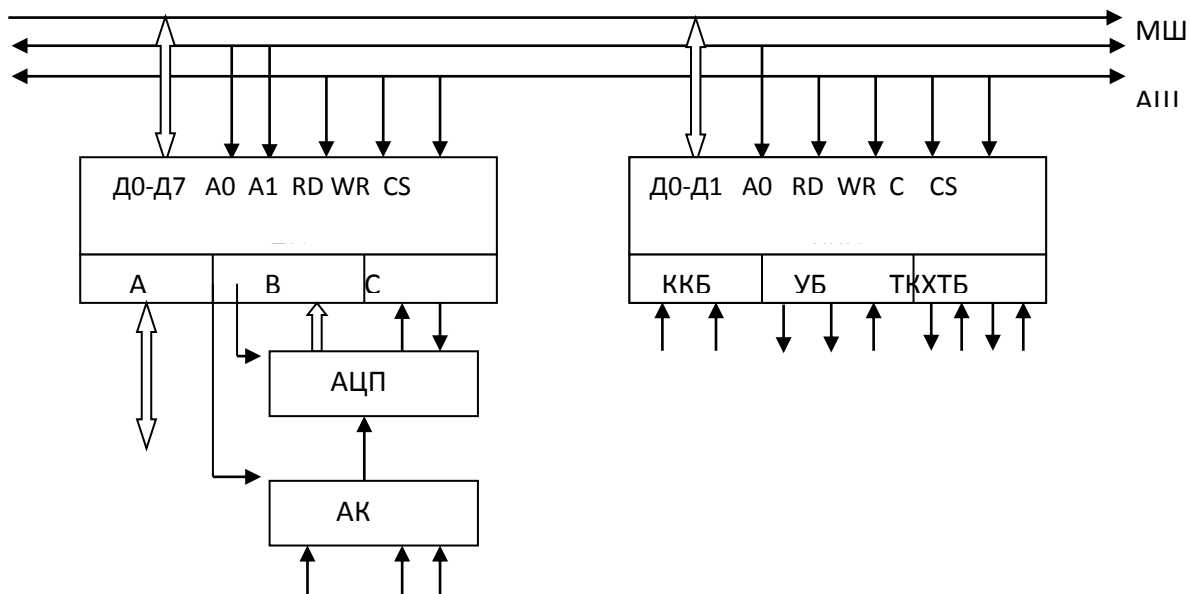 МШ
АШ
Д0-Д7 А0 А1 RD WR CS
Д0-Д1 А0 RD WR С CS
А В С
ККБ УБ ТКХТБ
АЦП
АК